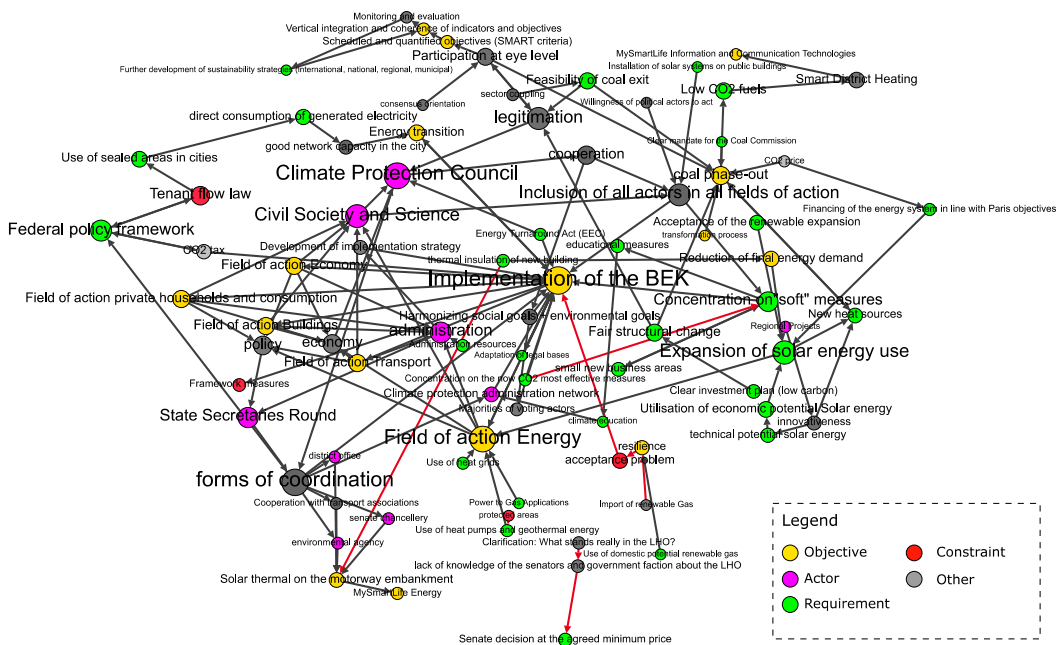 Monitoring and evaluation
Vertical integration and coherence of indicators and objectives
Scheduled and quantified objectives (SMART criteria)
Participation at eye level
MySmartLife Information and Communication Technologies
Installation of solar systems on public buildings
Further development of sustainability strategies (international, national, regional, municipal)
Feasibility of coal exit
Smart District Heating
sector coupling
Low CO2 fuels
consensus orientation
Willingness of political actors to act
direct consumption of generated electricity
legitimation
Energy transition
Clear mandate for the Coal Commission
good network capacity in the city
Use of sealed areas in cities
cooperation
CO2 price
Climate Protection Council
coal phase-out
Tenant flow law
Inclusion of all actors in all fields of action
Financing of the energy system in line with Paris objectives
Civil Society and Science
Acceptance of the renewable expansion
Federal policy framework
Energy Turnaround Act (EEG)
transformation process
educational measures
CO2 tax
Development of implementation strategy
thermal insulation of new building
Reduction of final energy demand
Field of action Economy
Implementation of the BEK
Field of action private households and consumption
Concentration on"soft" measures
Harmonizing social goals + environmental goals
New heat sources
Field of action Buildings
administration
Fair structural change
Regional Projects
policy
economy
Administration resources
Expansion of solar energy use
Adaptation of legal bases
Field of action Transport
small new business areas
Framework measures
Concentration on the now CO2 most effective measures
Climate protection administration network
Clear investment plan (low carbon)
Majorities of voting actors
Utilisation of economic potential Solar energy
State Secretaries Round
climate education
innovativeness
Field of action Energy
technical potential solar energy
resilience
district office
acceptance problem
Use of heat grids
forms of coordination
Cooperation with transport associations
Power to Gas Applications
Import of renewable Gas
protected areas
senate chancellery
Use of heat pumps and geothermal energy
environmental agency
Clarification: What stands really in the LHO?
Use of domestic potential renewable gas
lack of knowledge of the senators and government faction about the LHO
Solar thermal on the motorway embankment
MySmartLife Energy
Senate decision at the agreed minimum price
Legend
Objective
Constraint
Actor
Other
Requirement